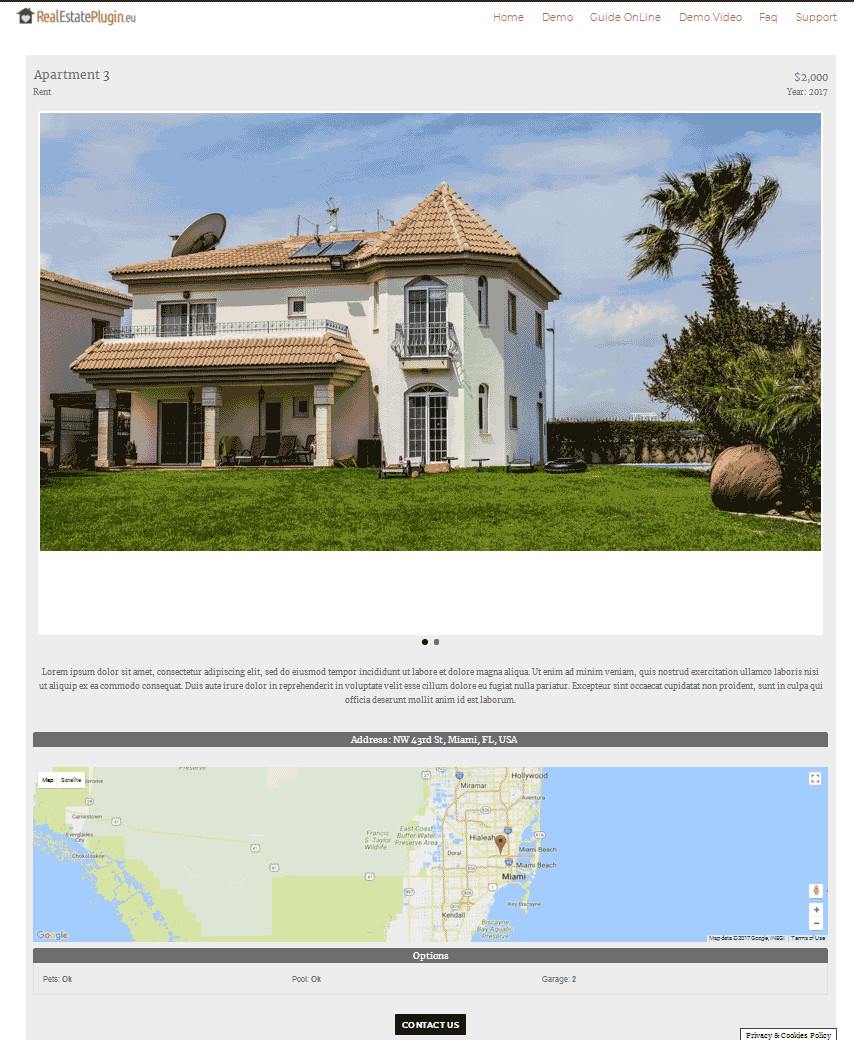 RealEstatePlugin.eu
Home Demo Guide OnLine Demo Video Faq Support
Apartment 3
$2,000
Rent
Year: 2017
Lorem ipsum dolor sit amet, consectetur adipiscing elit, sed do eiusmod tempor incididunt ut labore et dolore magna aliqua. Ut enim ad minim veniam, quis nostrud exercitation ullamco laboris nisi
ut aliquip ex ea commodo consequat. Duis aute irure dolor in reprehenderit in voluptate velit esse cillum dolore eu fugiat nulla pariatur. Excepteur sint occaecat cupidatat non proident, sunt in culpa qui
officia deserunt mollit anim id est laborum.
Address: NW 43rd St, Miami, FL, USA
Map Satellite
Preserve
Jerome
Hollywood
Miramar
Aventura
Carnestown
Everglades
City
Chokoloskee
Francis
S. Taylor
Wildlife
East Coast
Buffer Water
Preserve Area
Hialeah
Doral
Miami Beach
Miami Beach
Miami
Key Biscayne
Kendall
Biscayne
Bay Aquatic
Preserve
Google
Map data ©2017 Google, INEGI Terms of Use
Options
Pets: Ok
Pool: Ok
Garage: 2
CONTACT US
Privacy & Cookies Policy